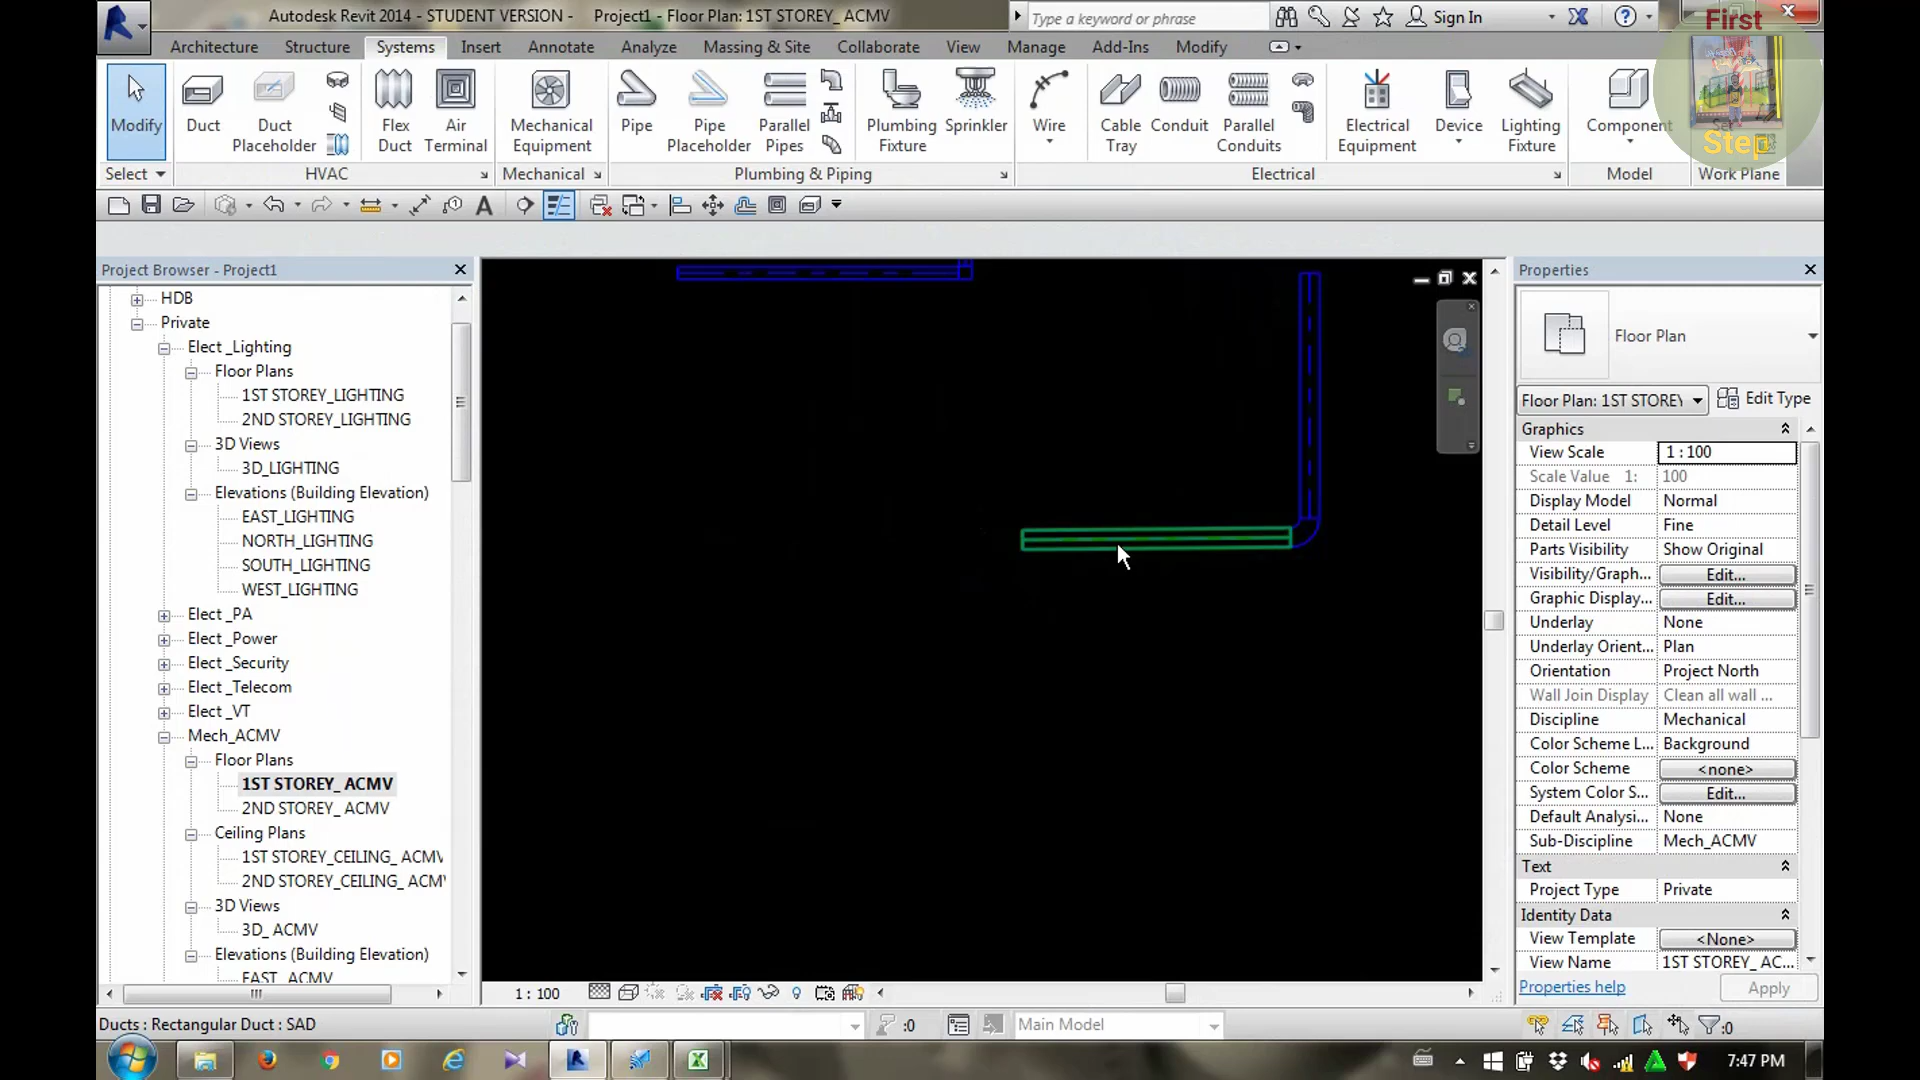 Autodesk Revit 2014 - STUDENT VERSION - Project1 - Floor Plan: 1ST STOREY_ ACMV
Type a keyword or phrase
Sign In
First
Step
Architecture Structure Systems Insert Annotate Analyze Massing & Site Collaborate View Manage Add-Ins Modify
Modify
Duct
Duct Placeholder
Flex Duct
Air Terminal
Mechanical Equipment
Pipe
Pipe Placeholder
Parallel Pipes
Plumbing Fixture
Sprinkler
Wire
Cable Tray
Conduit
Parallel Conduits
Electrical Equipment
Device
Lighting Fixture
Component
Set
Select HVAC Mechanical Plumbing & Piping Electrical Model Work Plane
Project Browser - Project1
HDB
Private
Elect _Lighting
Floor Plans
1ST STOREY_LIGHTING
2ND STOREY_LIGHTING
3D Views
3D_LIGHTING
Elevations (Building Elevation)
EAST_LIGHTING
NORTH_LIGHTING
SOUTH_LIGHTING
WEST_LIGHTING
Elect _PA
Elect _Power
Elect _Security
Elect _Telecom
Elect _VT
Mech_ACMV
Floor Plans
1ST STOREY_ ACMV
2ND STOREY_ ACMV
Ceiling Plans
1ST STOREY_CEILING_ ACMV
2ND STOREY_CEILING_ ACM
3D Views
3D_ ACMV
Elevations (Building Elevation)
EAST_ ACMV
Properties
Floor Plan
Floor Plan: 1ST STOREY
Edit Type
Graphics
View Scale 1 : 100
Scale Value 1: 100
Display Model Normal
Detail Level Fine
Parts Visibility Show Original
Visibility/Graph... Edit...
Graphic Display... Edit...
Underlay None
Underlay Orient... Plan
Orientation Project North
Wall Join Display Clean all wall ...
Discipline Mechanical
Color Scheme L... Background
Color Scheme <none>
System Color S... Edit...
Default Analysi... None
Sub-Discipline Mech_ACMV
Text
Project Type Private
Identity Data
View Template <None>
View Name 1ST STOREY_ AC...
Properties help
Apply
1 : 100
Ducts : Rectangular Duct : SAD
:0
Main Model
:0
7:47 PM